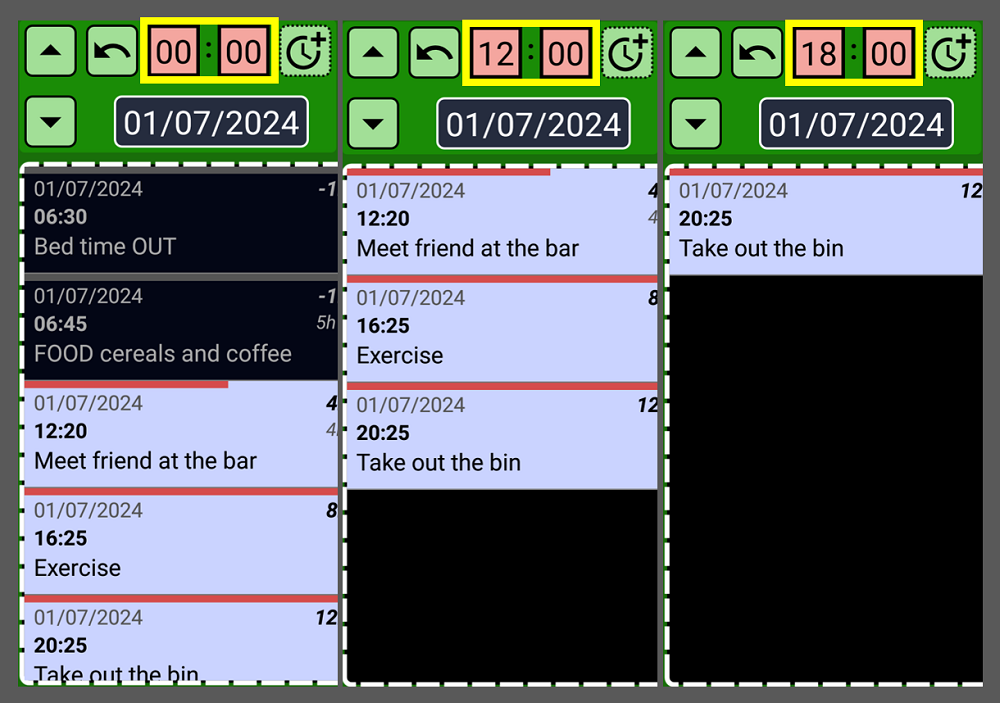 00 : 00
01/07/2024
01/07/2024 -1
06:30
Bed time OUT
01/07/2024 -1
06:45 5h
FOOD cereals and coffee
01/07/2024 4
12:20 4
Meet friend at the bar
01/07/2024 8
16:25
Exercise
01/07/2024 12
20:25
Take out the bin
12 : 00
01/07/2024
01/07/2024 4
12:20 4
Meet friend at the bar
01/07/2024 8
16:25
Exercise
01/07/2024 12
20:25
Take out the bin
18 : 00
01/07/2024
01/07/2024 12
20:25
Take out the bin